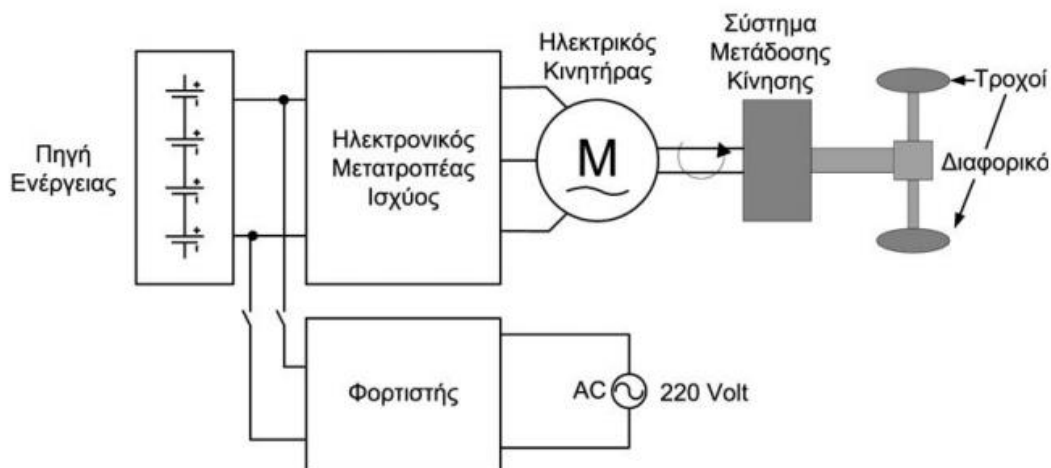 Πηγή
Ενέργειας
Ηλεκτρονικός
Μετατροπέας
Ισχύος
Ηλεκτρικός
Κινητήρας
M
Σύστημα
Μετάδοσης
Κίνησης
Τροχοί
Διαφορικό
Φορτιστής
AC
220 Volt